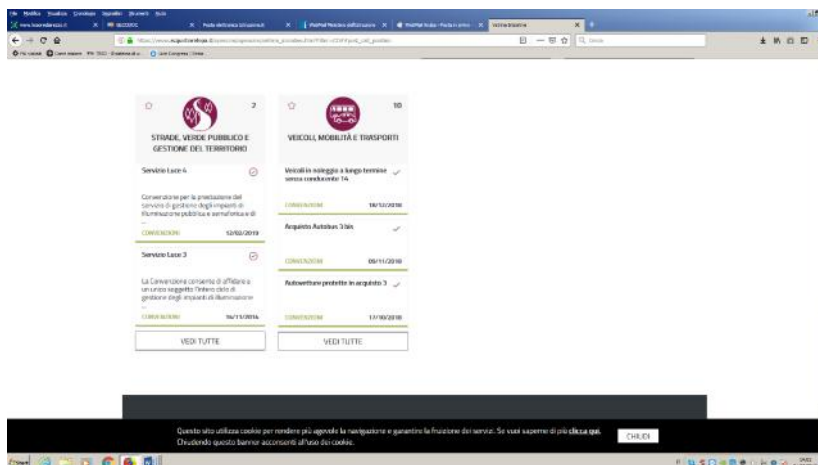 2
STRADE, VERDE PUBBLICO E
GESTIONE DEL TERRITORIO
Servizio Luce 4
Convenzione per la prestazione del
servizio di gestione degli impianti di
illuminazione pubblica e semaforica e di
...
CONVENZIONI 12/02/2019
Servizio Luce 3
La Convenzione consente di affidare a
un unico soggetto l'intero ciclo di
gestione degli impianti di illuminazione
...
CONVENZIONI 14/11/2014
VEDI TUTTE
10
VEICOLI, MOBILITÀ E TRASPORTI
Veicoli in noleggio a lungo termine
senza conducente 14
CONVENZIONI 18/12/2018
Acquisto Autobus 3 bis
CONVENZIONI 09/11/2018
Autovetture protette in acquisto 3
CONVENZIONI 17/10/2018
VEDI TUTTE
Questo sito utilizza cookie per rendere più agevole la navigazione e garantire la fruizione dei servizi. Se vuoi saperne di più clicca qui.
Chiudendo questo banner acconsenti all'uso dei cookie.
CHIUDI